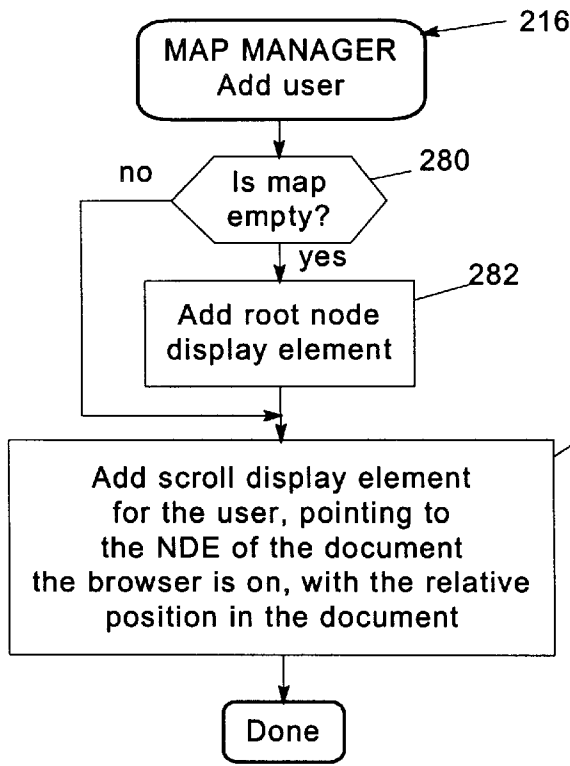 216
MAP MANAGER
Add user
280
no
Is map
empty?
yes
282
Add root node
display element
Add scroll display element
for the user, pointing to
the NDE of the document
the browser is on, with the relative
position in the document
Done